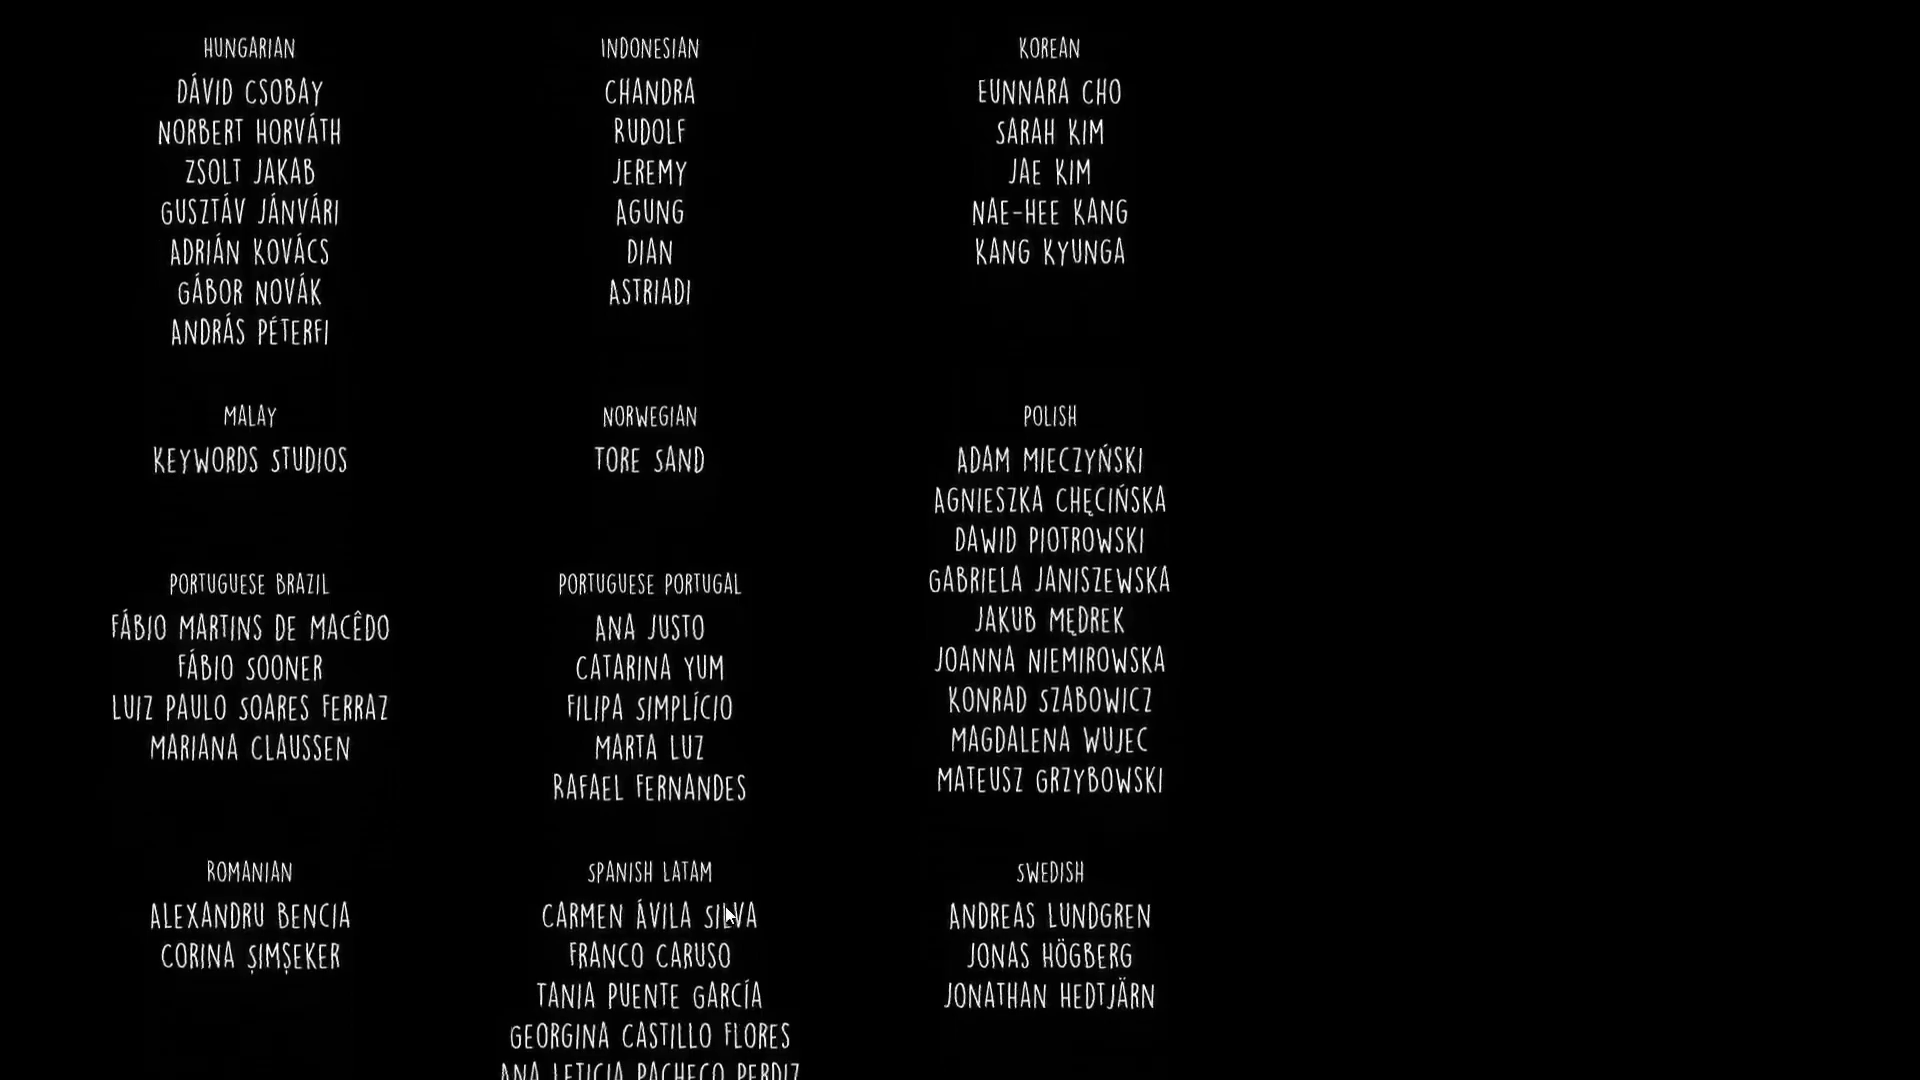 HUNGARIAN
DÁVID CSOBAY
NORBERT HORVÁTH
ZSOLT JAKAB
GUSZTÁV JÁNVÁRI
ADRIÁN KOVÁCS
GÁBOR NOVÁK
ANDRÁS PÉTERFI
INDONESIAN
CHANDRA
RUDOLF
JEREMY
AGUNG
DIAN
ASTRIADI
KOREAN
EUNNARA CHO
SARAH KIM
JAE KIM
NAE-HEE KANG
KANG KYUNGA
MALAY
KEYWORDS STUDIOS
NORWEGIAN
TORE SAND
POLISH
ADAM MIECZYŃSKI
AGNIESZKA CHĘCIŃSKA
DAWID PIOTROWSKI
GABRIELA JANISZEWSKA
JAKUB MĘDREK
JOANNA NIEMIROWSKA
KONRAD SZABOWICZ
MAGDALENA WUJEC
MATEUSZ GRZYBOWSKI
PORTUGUESE BRAZIL
FÁBIO MARTINS DE MACÊDO
FÁBIO SOONER
LUIZ PAULO SOARES FERRAZ
MARIANA CLAUSSEN
PORTUGUESE PORTUGAL
ANA JUSTO
CATARINA YUM
FILIPA SIMPLÍCIO
MARTA LUZ
RAFAEL FERNANDES
ROMANIAN
ALEXANDRU BENCIA
CORINA ȘIMȘEKER
SPANISH LATAM
CARMEN ÁVILA SILVA
FRANCO CARUSO
TANIA PUENTE GARCÍA
GEORGINA CASTILLO FLORES
ANA LETICIA PACHECO PERDIZ
SWEDISH
ANDREAS LUNDGREN
JONAS HÖGBERG
JONATHAN HEDTJÄRN